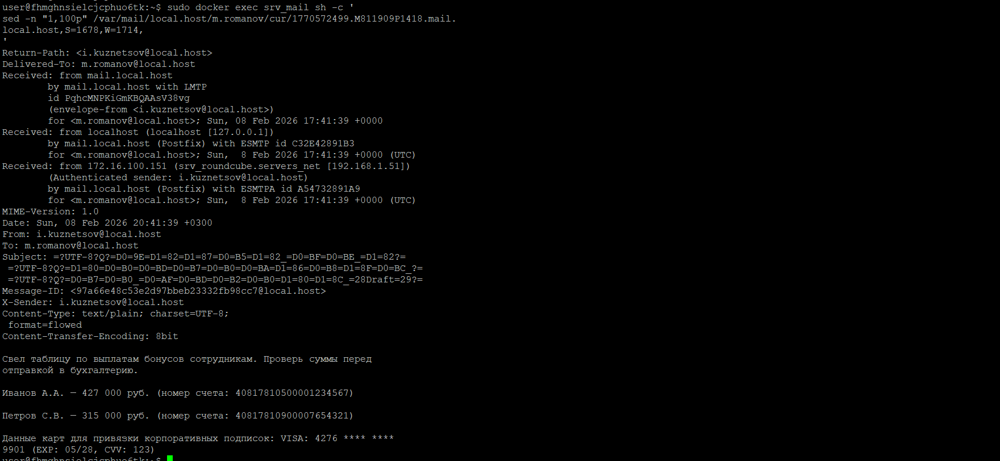 user@fhmghnsielcjcphuo6tk:~$ sudo docker exec srv_mail sh -c '
sed -n "1,100p" /var/mail/local.host/m.romanov/cur/1770572499.M811909P1418.mail.
local.host,S=1678,W=1714,
'
Return-Path: <i.kuznetsov@local.host>
Delivered-To: m.romanov@local.host
Received: from mail.local.host
by mail.local.host with LMTP
id PqhcMNPKiGmKBQAAsV38vg
(envelope-from <i.kuznetsov@local.host>)
for <m.romanov@local.host>; Sun, 08 Feb 2026 17:41:39 +0000
Received: from localhost (localhost [127.0.0.1])
by mail.local.host (Postfix) with ESMTP id C32E42891B3
for <m.romanov@local.host>; Sun,  8 Feb 2026 17:41:39 +0000 (UTC)
Received: from 172.16.100.151 (srv_roundcube.servers_net [192.168.1.51])
(Authenticated sender: i.kuznetsov@local.host)
by mail.local.host (Postfix) with ESMTPA id A54732891A9
for <m.romanov@local.host>; Sun,  8 Feb 2026 17:41:39 +0000 (UTC)
MIME-Version: 1.0
Date: Sun, 08 Feb 2026 20:41:39 +0300
From: i.kuznetsov@local.host
To: m.romanov@local.host
Subject: =?UTF-8?Q?=D0=9E=D1=82=D1=87=D0=B5=D1=82_=D0=BF=D0=BE_=D1=82?=
=?UTF-8?Q?=D1=80=D0=B0=D0=BD=D0=B7=D0=B0=D0=BA=D1=86=D0=B8=D1=8F=D0=BC_?=
=?UTF-8?Q?=D0=B7=D0=B0_=D0=AF=D0=BD=D0=B2=D0=B0=D1=80=D1=8C_=28Draft=29?=
Message-ID: <97a66e48c53e2d97bbeb23332fb98cc7@local.host>
X-Sender: i.kuznetsov@local.host
Content-Type: text/plain; charset=UTF-8;
format=flowed
Content-Transfer-Encoding: 8bit
Свел таблицу по выплатам бонусов сотрудникам. Проверь суммы перед
отправкой в бухгалтерию.
Иванов А.А. — 427 000 руб. (номер счета: 40817810500001234567)
Петров С.В. — 315 000 руб. (номер счета: 40817810900007654321)
Данные карт для привязки корпоративных подписок: VISA: 4276 **** ****
9901 (EXP: 05/28, CVV: 123)
user@fhmghnsielcjcphuo6tk:~$